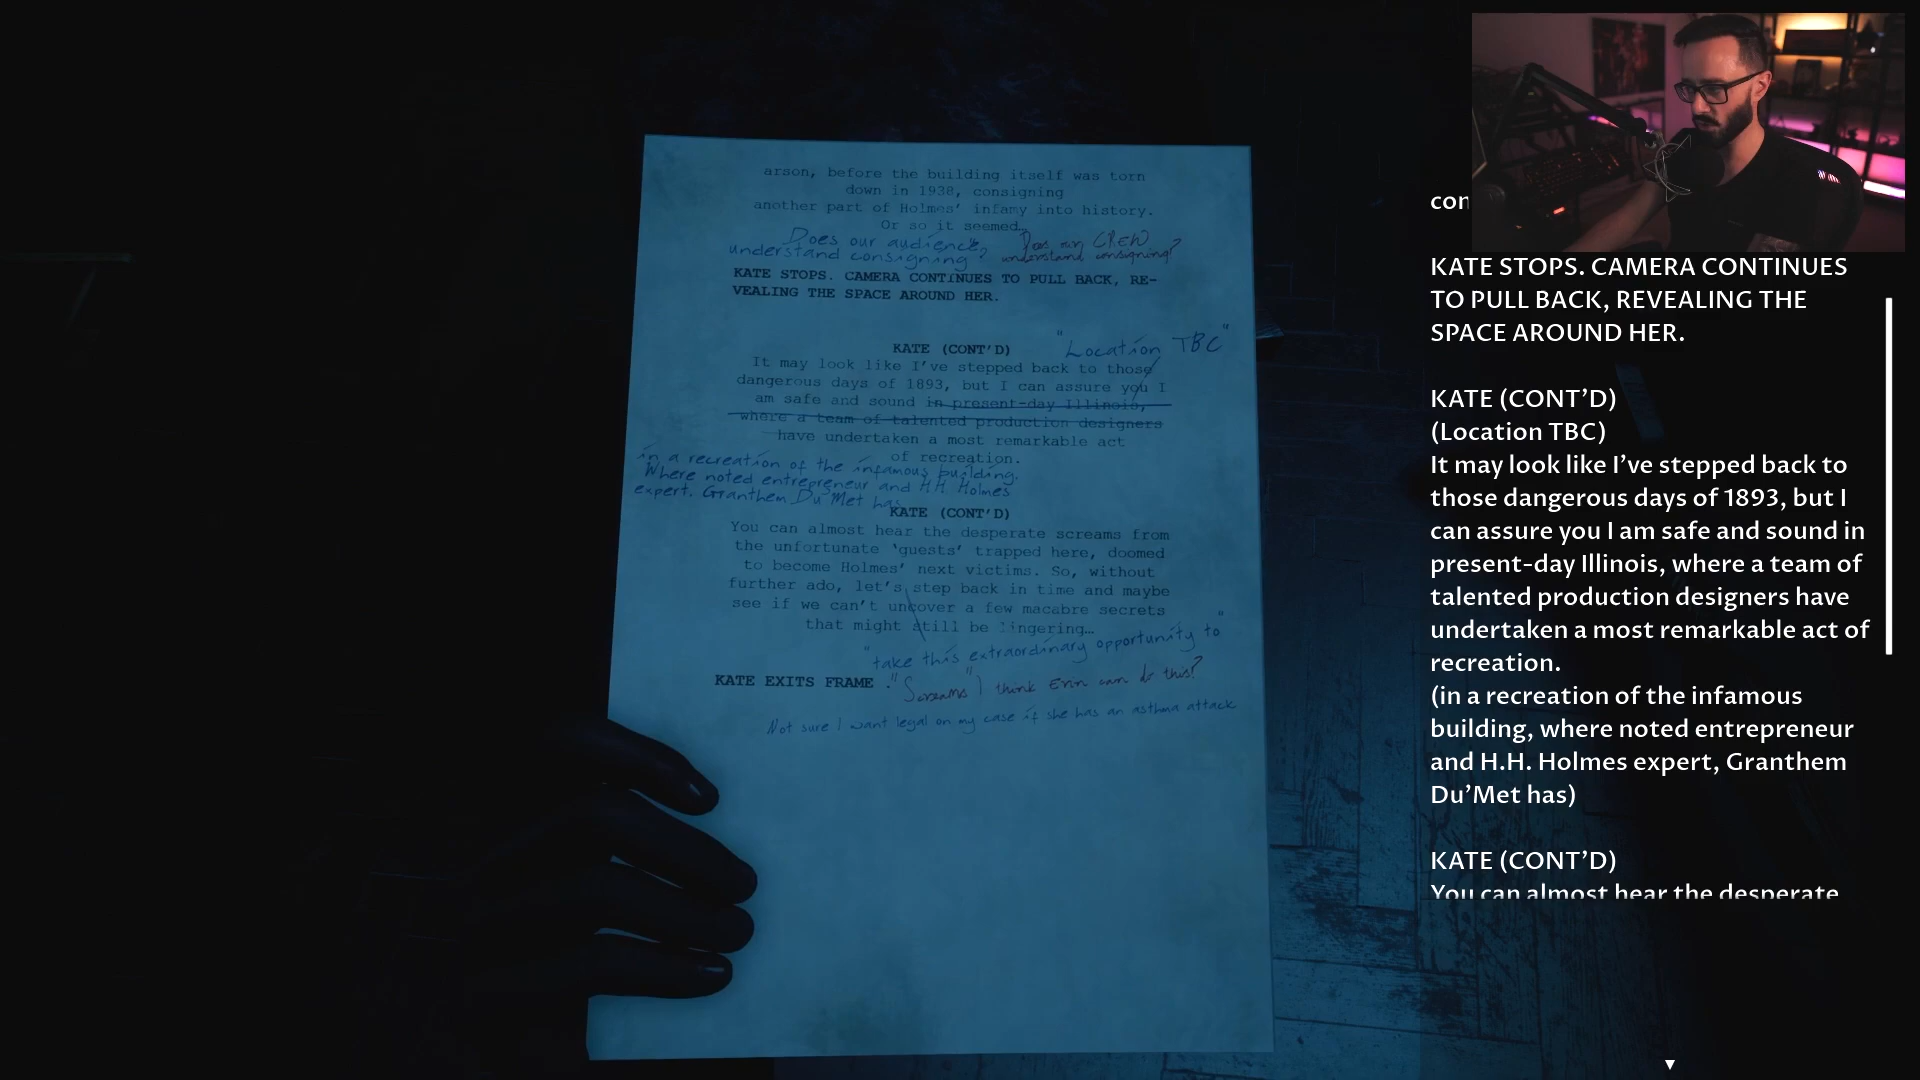 arson, before the building itself was torn
down in 1938, consigning
another part of Holmes' infamy into history.
Or so it seemed.
Does our audience
understand consigning?
Does our CREW
understand consigning?
KATE STOPS. CAMERA CONTINUES TO PULL BACK, RE-
VEALING THE SPACE AROUND HER.
"Location TBC"
KATE (CONT'D)
It may look like I've stepped back to those
dangerous days of 1893, but I can assure you I
am safe and sound in present-day Illinois,
where a team of talented production designers
have undertaken a most remarkable act
of recreation.
in a recreation of the infamous building.
Where noted entrepreneur and H.H. Holmes
expert. Granthem Du'Met has
KATE (CONT'D)
You can almost hear the desperate screams from
the unfortunate 'guests' trapped here, doomed
to become Holmes' next victims. So, without
further ado, let's step back in time and maybe
see if we can't uncover a few macabre secrets
that might still be lingering…
"take this extraordinary opportunity to"
KATE EXITS FRAME .
"Screams" I think Erin can do this?
Not sure I want legal on my case if she has an asthma attack
con
KATE STOPS. CAMERA CONTINUES
TO PULL BACK, REVEALING THE
SPACE AROUND HER.
KATE (CONT'D)
(Location TBC)
It may look like I've stepped back to
those dangerous days of 1893, but I
can assure you I am safe and sound in
present-day Illinois, where a team of
talented production designers have
undertaken a most remarkable act of
recreation.
(in a recreation of the infamous
building, where noted entrepreneur
and H.H. Holmes expert, Granthem
Du'Met has)
KATE (CONT'D)
You can almost hear the desperate